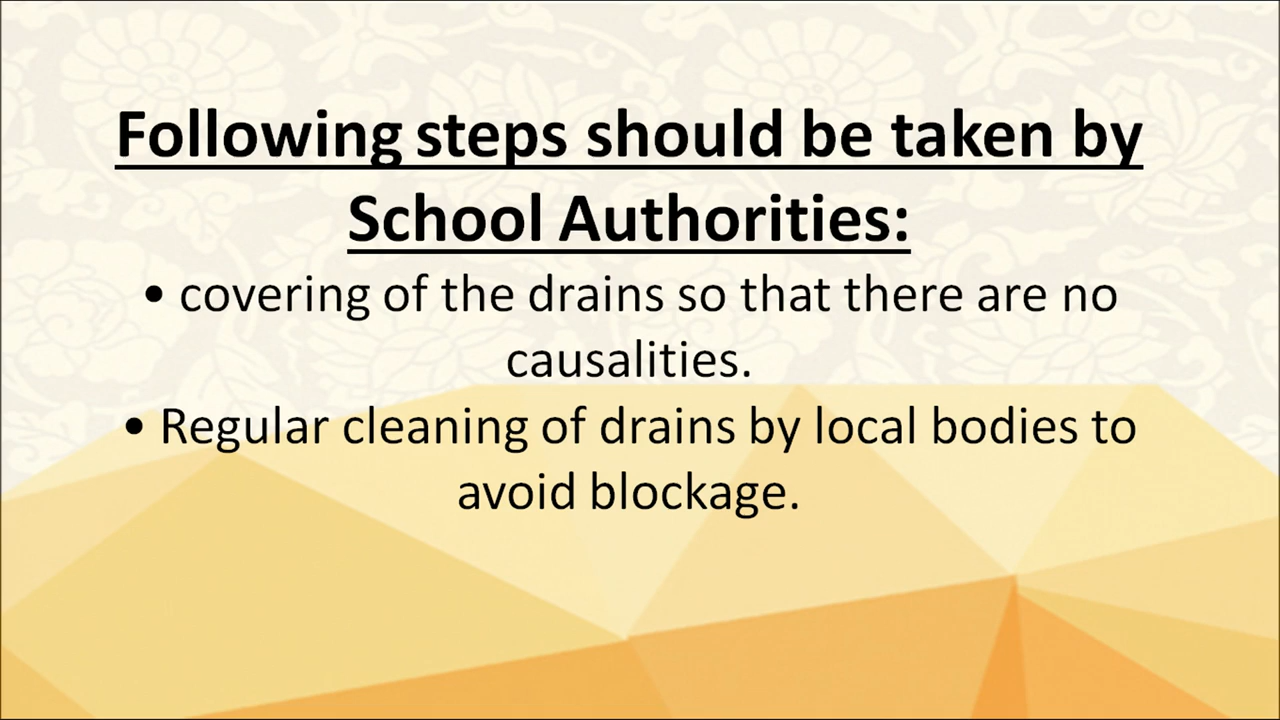 Following steps should be taken by
School Authorities:
• covering of the drains so that there are no
causalities.
• Regular cleaning of drains by local bodies to
avoid blockage.